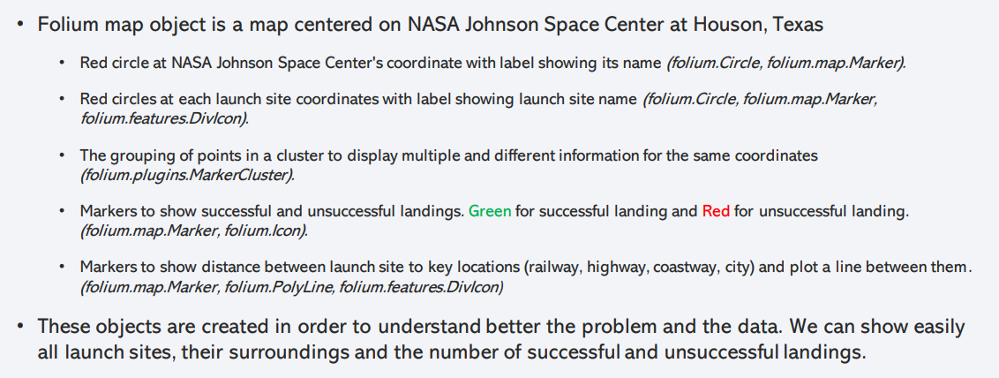 • Folium map object is a map centered on NASA Johnson Space Center at Houson, Texas
• Red circle at NASA Johnson Space Center's coordinate with label showing its name (folium.Circle, folium.map.Marker).
• Red circles at each launch site coordinates with label showing launch site name (folium.Circle, folium.map.Marker,
folium.features.DivIcon).
• The grouping of points in a cluster to display multiple and different information for the same coordinates
(folium.plugins.MarkerCluster).
• Markers to show successful and unsuccessful landings. Green for successful landing and Red for unsuccessful landing.
(folium.map.Marker, folium.Icon).
• Markers to show distance between launch site to key locations (railway, highway, coastway, city) and plot a line between them.
(folium.map.Marker, folium.PolyLine, folium.features.DivIcon)
• These objects are created in order to understand better the problem and the data. We can show easily
all launch sites, their surroundings and the number of successful and unsuccessful landings.